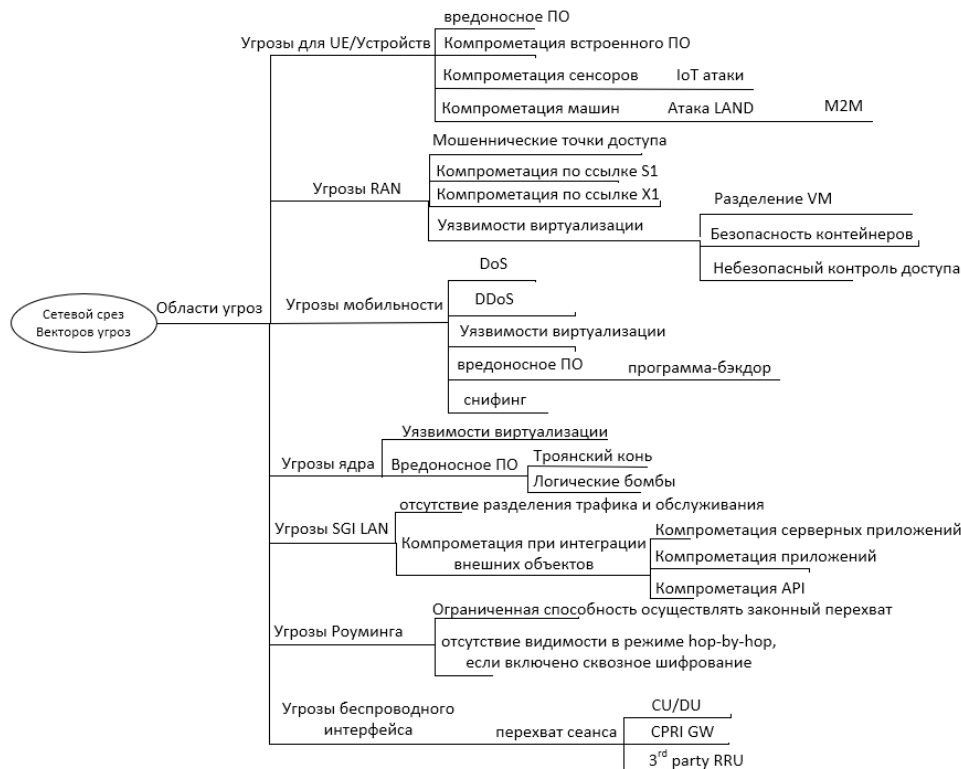 вредоносное ПО
Угрозы для UE/Устройств
Компрометация встроенного ПО
Компрометация сенсоров
IoT атаки
Компрометация машин
Атака LAND
M2M
Мошеннические точки доступа
Компрометация по ссылке S1
Угрозы RAN
Компрометация по ссылке X1
Уязвимости виртуализации
Разделение VM
Безопасность контейнеров
Небезопасный контроль доступа
Сетевой срез
Векторов угроз
Области угроз
Угрозы мобильности
DoS
DDoS
Уязвимости виртуализации
вредоносное ПО
программа-бэкдор
снифинг
Уязвимости виртуализации
Угрозы ядра
Вредоносное ПО
Троянский конь
Логические бомбы
отсутствие разделения трафика и обслуживания
Угрозы SGI LAN
Компрометация при интеграции
внешних объектов
Компрометация серверных приложений
Компрометация приложений
Компрометация API
Ограниченная способность осуществлять законный перехват
Угрозы Роуминга
отсутствие видимости в режиме hop-by-hop,
если включено сквозное шифрование
Угрозы беспроводного
интерфейса
перехват сеанса
CU/DU
CPRI GW
3rd party RRU